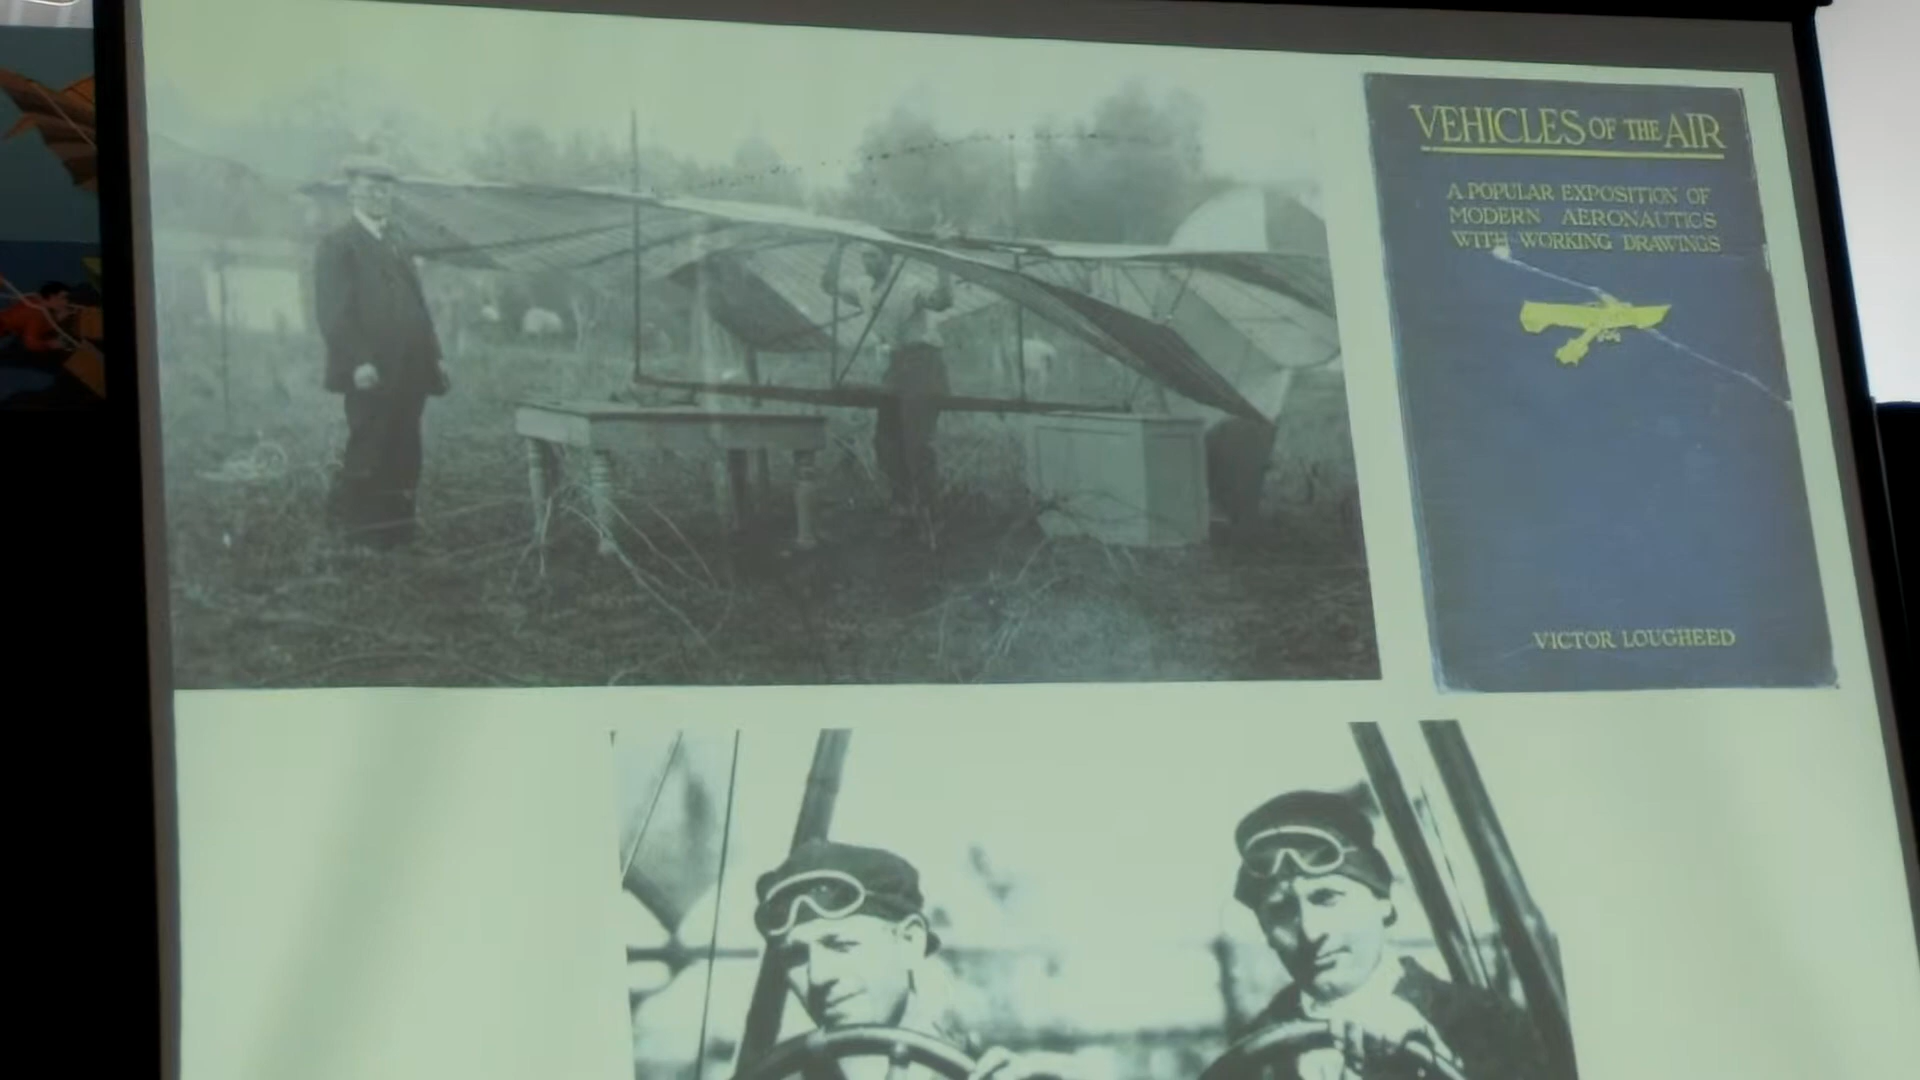 VEHICLES OF THE AIR
A POPULAR EXPOSITION OF
MODERN AERONAUTICS
WITH WORKING DRAWINGS
VICTOR LOUGHEED